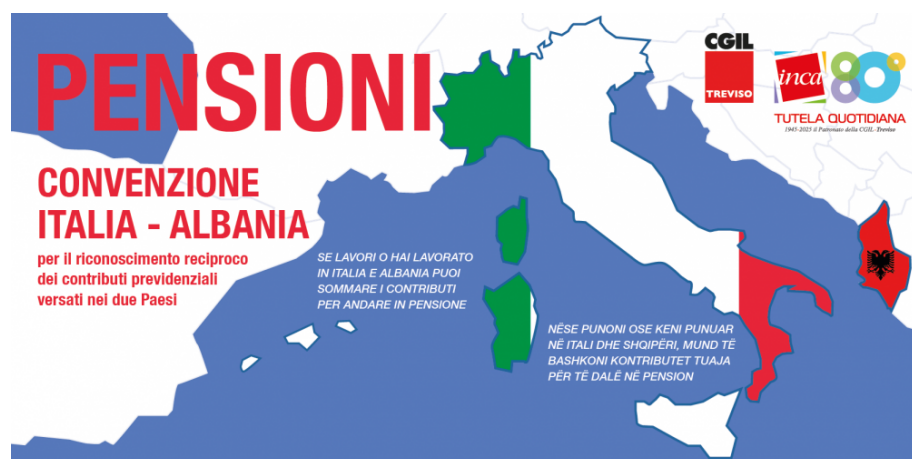 PENSIONI
CONVENZIONE
ITALIA - ALBANIA
per il riconoscimento reciproco
dei contributi previdenziali
versati nei due Paesi
SE LAVORI O HAI LAVORATO
IN ITALIA E ALBANIA PUOI
SOMMARE I CONTRIBUTI
PER ANDARE IN PENSIONE
NËSE PUNONI OSE KENI PUNUAR
NË ITALI DHE SHQIPËRI, MUND TË
BASHKONI KONTRIBUTET TUAJA
PËR TË DALË NË PENSION
CGIL
TREVISO
inca 80°
TUTELA QUOTIDIANA
1945-2025 il Patronato della CGIL-Treviso